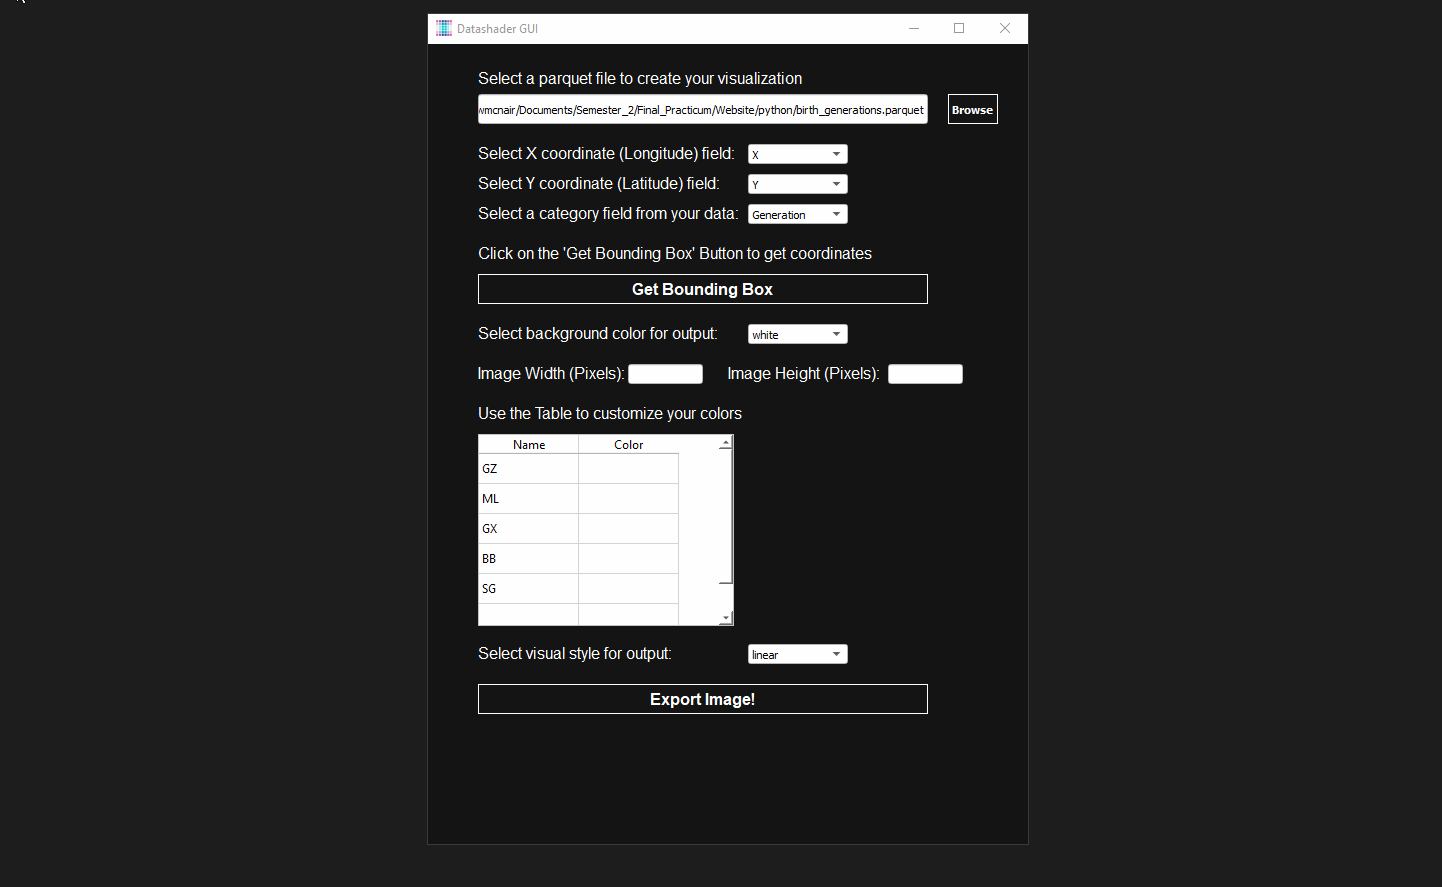 Datashader GUI
Select a parquet file to create your visualization
wmcnair/Documents/Semester_2/Final_Practicum/Website/python/birth_generations.parquet
Browse
Select X coordinate (Longitude) field: X
Select Y coordinate (Latitude) field: Y
Select a category field from your data: Generation
Click on the 'Get Bounding Box' Button to get coordinates
Get Bounding Box
Select background color for output: white
Image Width (Pixels): Image Height (Pixels):
Use the Table to customize your colors
Name Color
GZ
ML
GX
BB
SG
Select visual style for output: linear
Export Image!